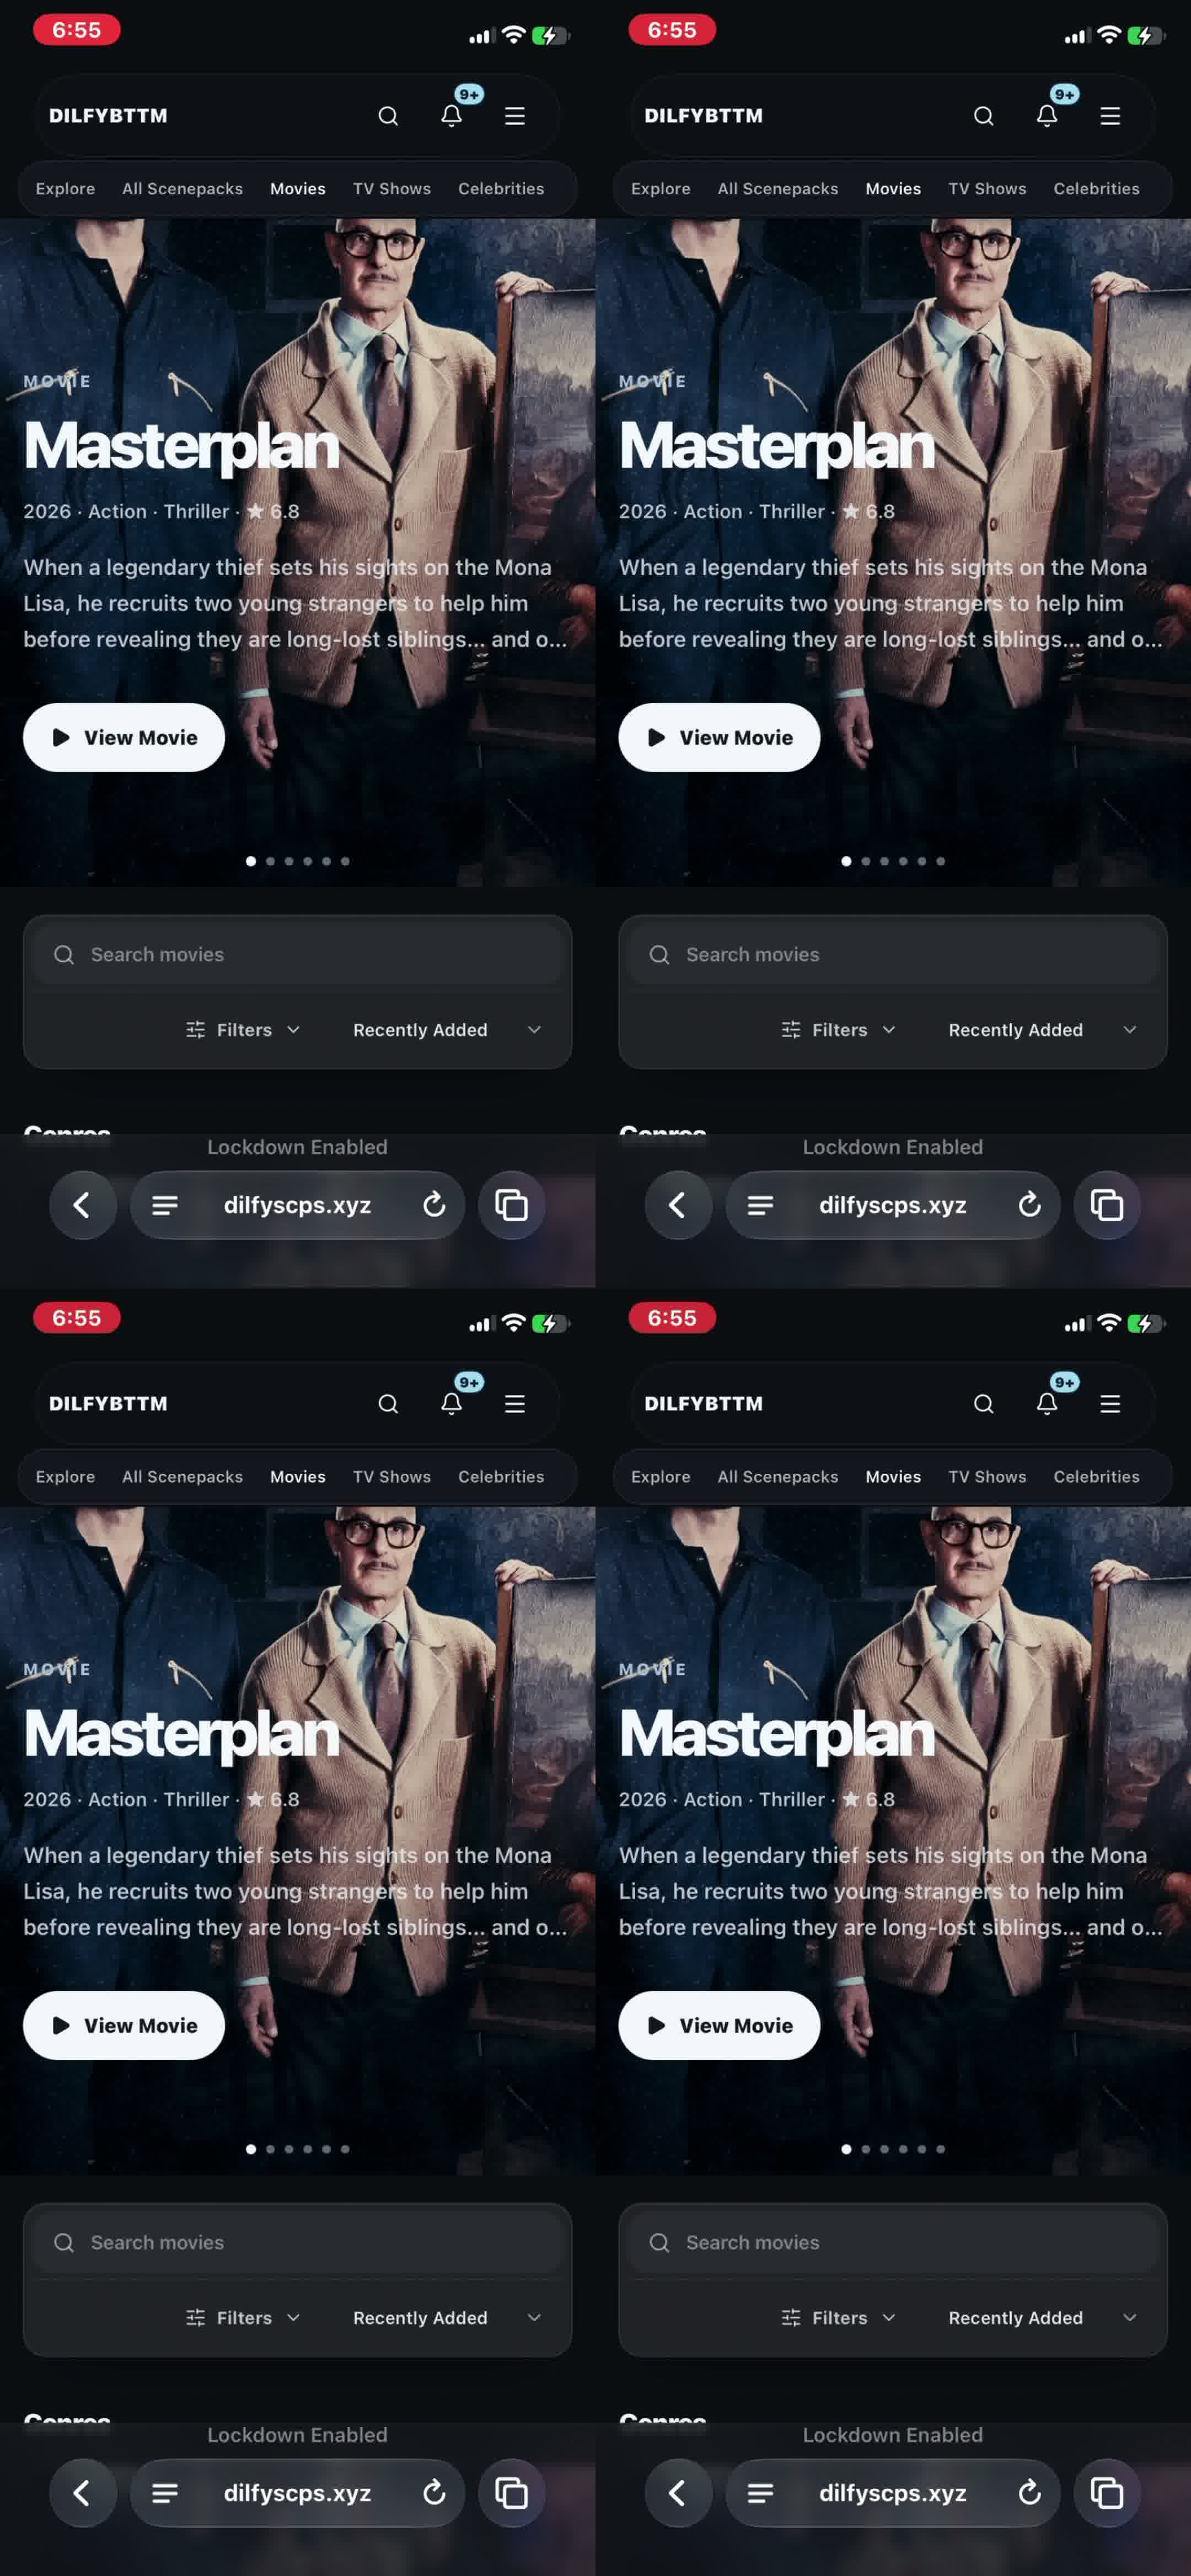 6:55
9+
DILFYBTTM
Explore All Scenepacks Movies TV Shows Celebrities
MOVIE
Masterplan
2026 · Action · Thriller · ★ 6.8
When a legendary thief sets his sights on the Mona
Lisa, he recruits two young strangers to help him
before revealing they are long-lost siblings... and o...
View Movie
Search movies
Filters Recently Added
Genres
Lockdown Enabled
dilfyscps.xyz
6:55
9+
DILFYBTTM
Explore All Scenepacks Movies TV Shows Celebrities
MOVIE
Masterplan
2026 · Action · Thriller · ★ 6.8
When a legendary thief sets his sights on the Mona
Lisa, he recruits two young strangers to help him
before revealing they are long-lost siblings... and o...
View Movie
Search movies
Filters Recently Added
Genres
Lockdown Enabled
dilfyscps.xyz
6:55
9+
DILFYBTTM
Explore All Scenepacks Movies TV Shows Celebrities
MOVIE
Masterplan
2026 · Action · Thriller · ★ 6.8
When a legendary thief sets his sights on the Mona
Lisa, he recruits two young strangers to help him
before revealing they are long-lost siblings... and o...
View Movie
Search movies
Filters Recently Added
Genres
Lockdown Enabled
dilfyscps.xyz
6:55
9+
DILFYBTTM
Explore All Scenepacks Movies TV Shows Celebrities
MOVIE
Masterplan
2026 · Action · Thriller · ★ 6.8
When a legendary thief sets his sights on the Mona
Lisa, he recruits two young strangers to help him
before revealing they are long-lost siblings... and o...
View Movie
Search movies
Filters Recently Added
Genres
Lockdown Enabled
dilfyscps.xyz